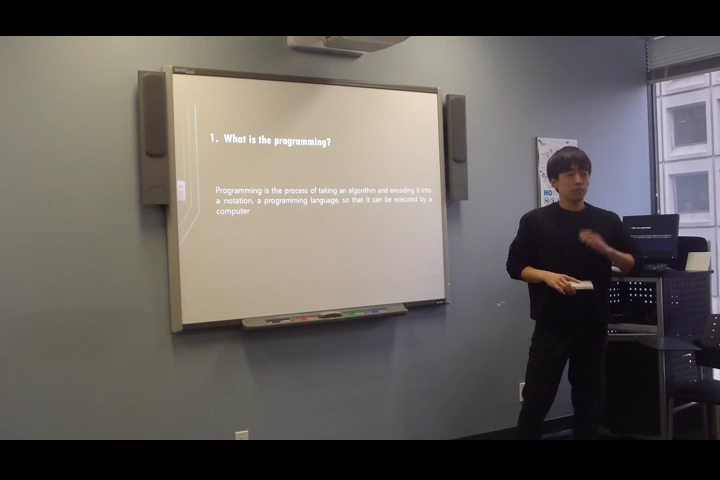 1. What is the programming?
Programming is the process of taking an algorithm and encoding it into
a notation, a programming language, so that it can be executed by a
computer
NO